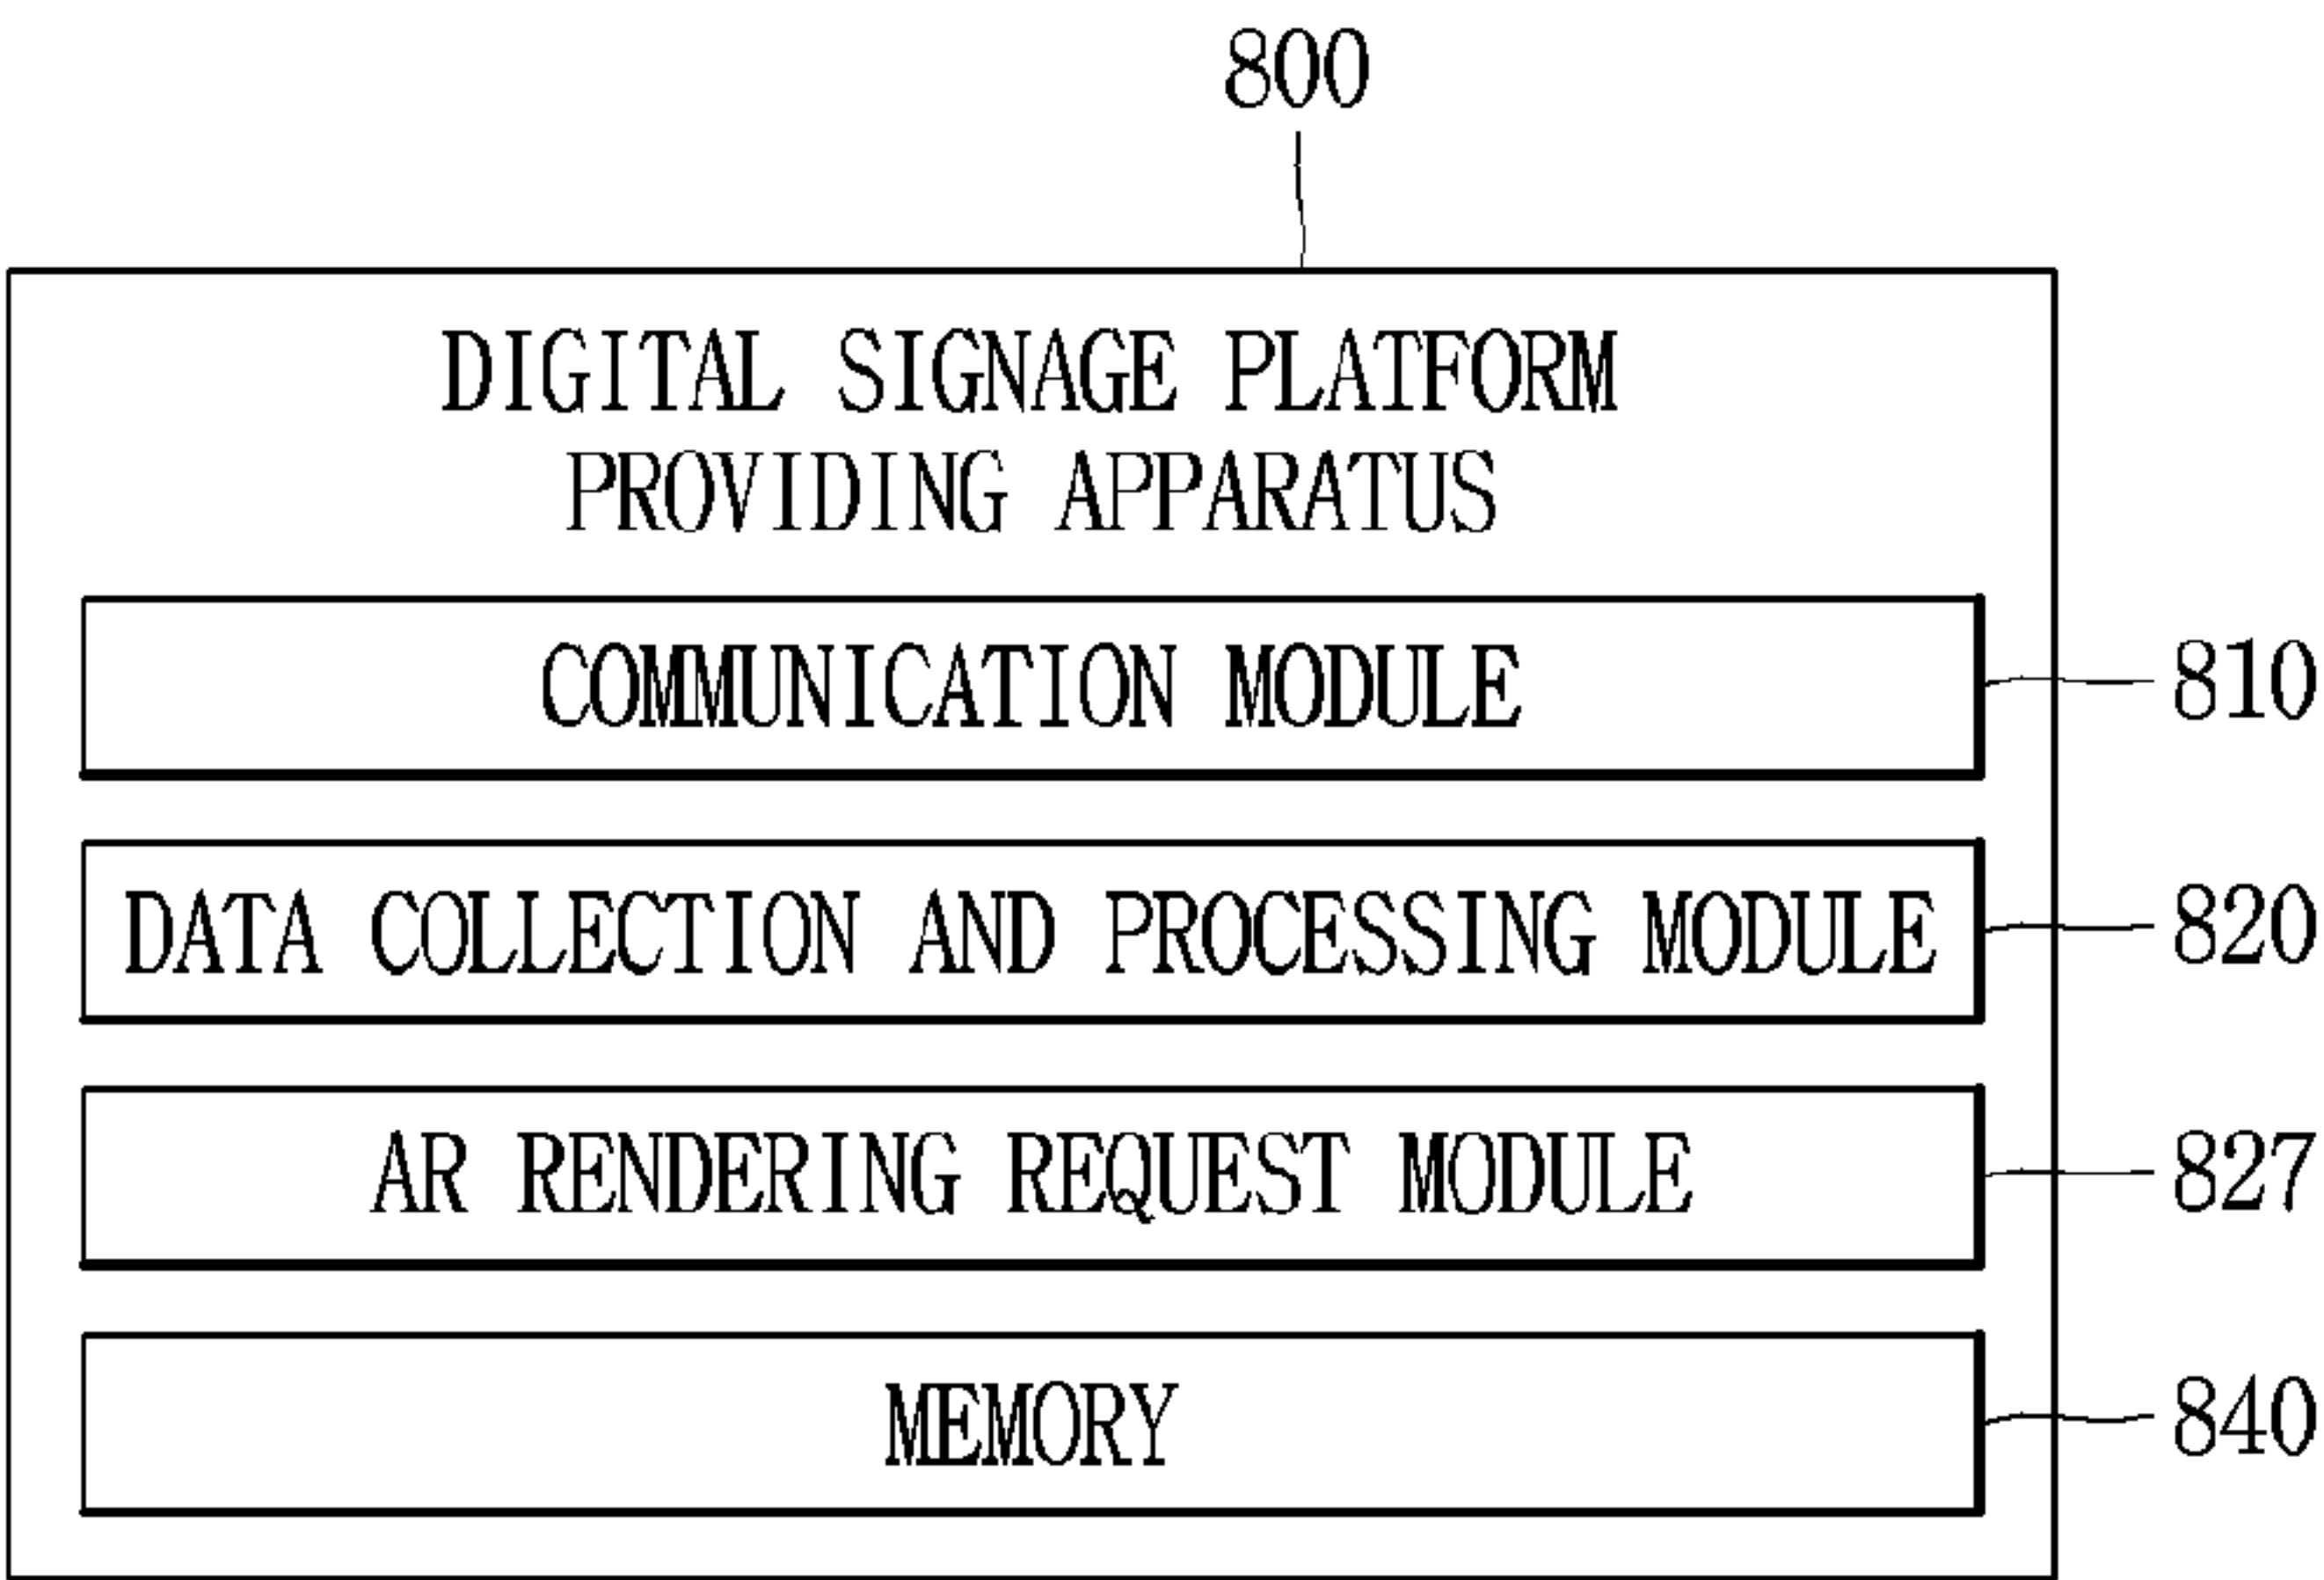 800
DIGITAL SIGNAGE PLATFORM
PROVIDING APPARATUS
COMMUNICATION MODULE
810
DATA COLLECTION AND PROCESSING MODULE
820
AR RENDERING REQUEST MODULE
827
MEMORY
840